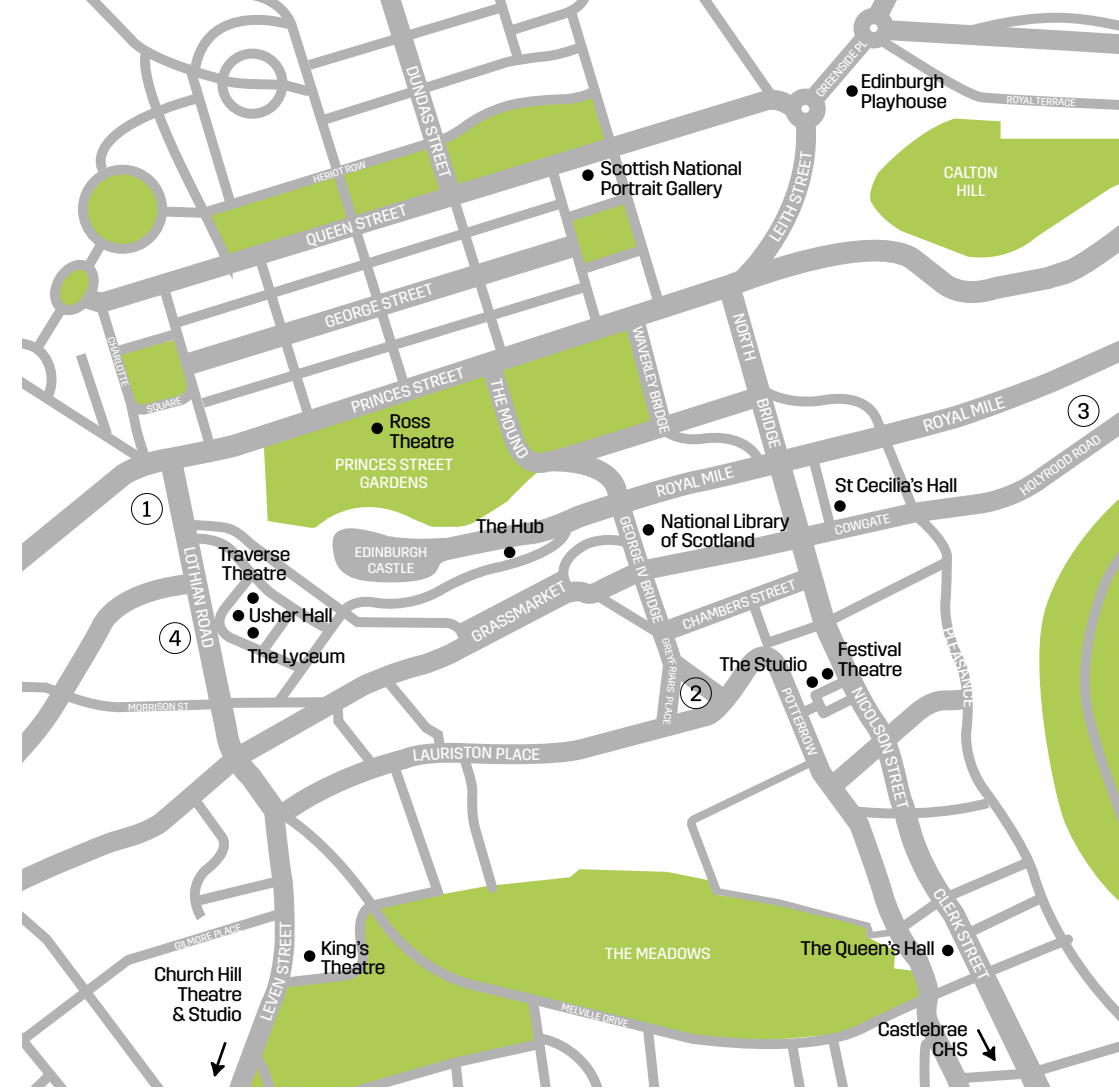 DUNDAS STREET
GREENSIDE PL
Edinburgh
Playhouse
ROYAL TERRACE
HERIOT ROW
Scottish National
Portrait Gallery
CALTON
HILL
QUEEN STREET
LEITH STREET
GEORGE STREET
CHARLOTTE
SQUARE
NORTH
BRIDGE
WAVERLEY BRIDGE
PRINCES STREET
THE MOUND
Ross
Theatre
PRINCES STREET
GARDENS
ROYAL MILE
3
HOLYROOD ROAD
ROYAL MILE
St Cecilia's Hall
1
The Hub
National Library
of Scotland
COWGATE
EDINBURGH
CASTLE
GEORGE IV BRIDGE
LOTHIAN ROAD
Traverse
Theatre
Usher Hall
The Lyceum
4
GRASSMARKET
CHAMBERS STREET
GREYFRIARS PLACE
The Studio
Festival
Theatre
PLEASANCE
2
MORRISON ST
POTTERROW
NICOLSON STREET
LAURISTON PLACE
GILMORE PLACE
LEVEN STREET
King's
Theatre
THE MEADOWS
The Queen's Hall
CLERK STREET
Church Hill
Theatre
& Studio
MELVILLE DRIVE
Castlebrae
CHS